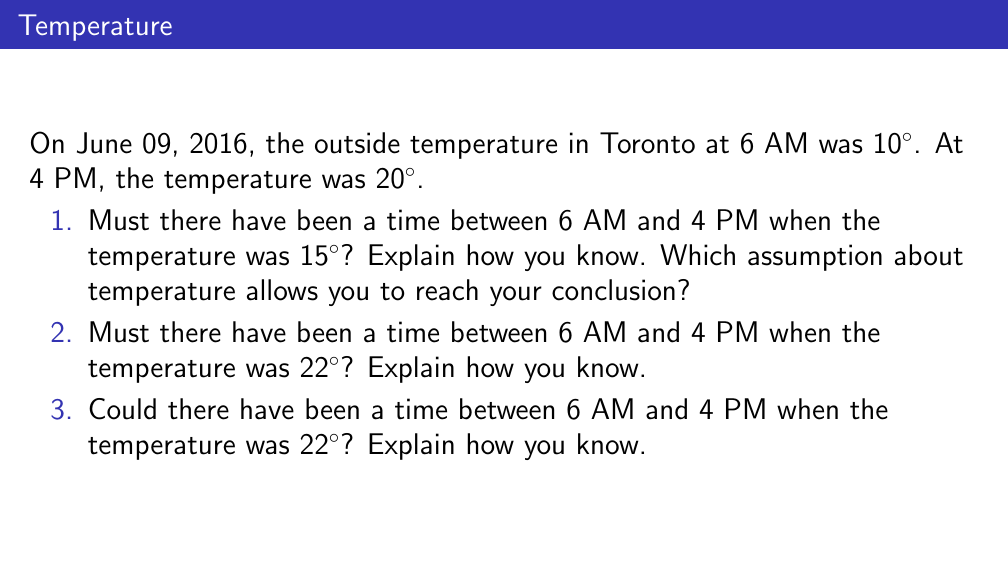 Temperature
On June 09, 2016, the outside temperature in Toronto at 6 AM was 10°. At
4 PM, the temperature was 20°.
1. Must there have been a time between 6 AM and 4 PM when the
temperature was 15°? Explain how you know. Which assumption about
temperature allows you to reach your conclusion?
2. Must there have been a time between 6 AM and 4 PM when the
temperature was 22°? Explain how you know.
3. Could there have been a time between 6 AM and 4 PM when the
temperature was 22°? Explain how you know.